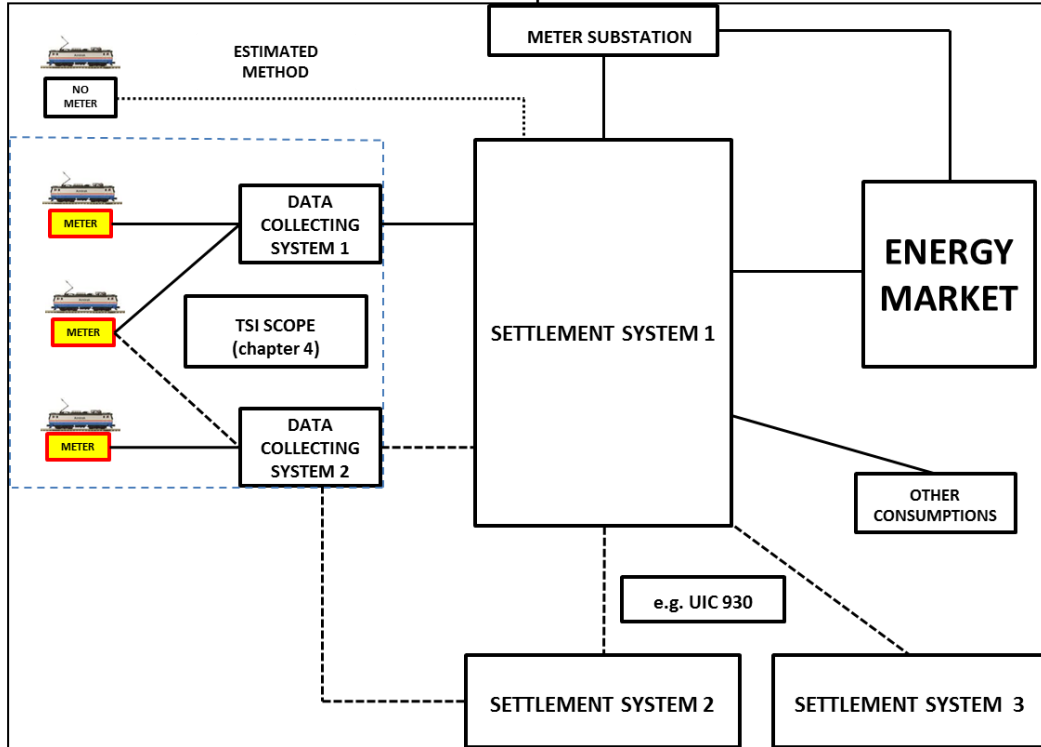 METER SUBSTATION
ESTIMATED
METHOD
NO
METER
METER
DATA
COLLECTING
SYSTEM 1
ENERGY
MARKET
METER
TSI SCOPE
(chapter 4)
SETTLEMENT SYSTEM 1
METER
DATA
COLLECTING
SYSTEM 2
OTHER
CONSUMPTIONS
e.g. UIC 930
SETTLEMENT SYSTEM 2
SETTLEMENT SYSTEM 3